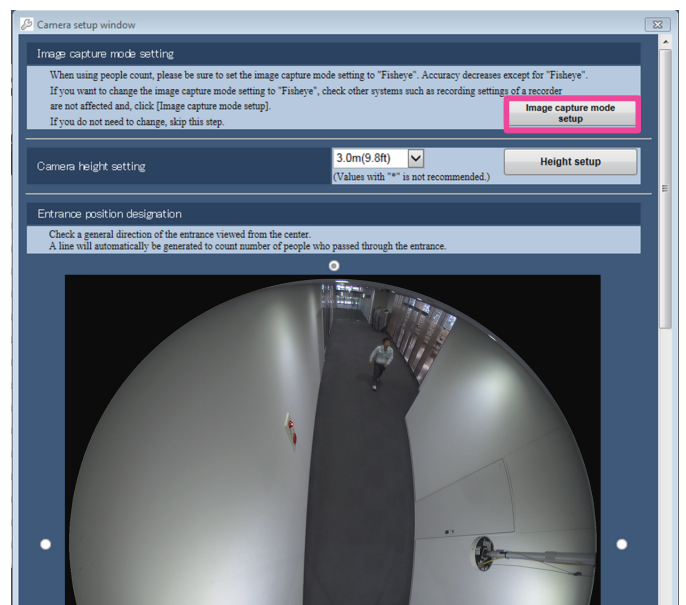 Camera setup window
Image capture mode setting
When using people count, please be sure to set the image capture mode setting to "Fisheye". Accuracy decreases except for "Fisheye".
If you want to change the image capture mode setting to "Fisheye", check other systems such as recording settings of a recorder
are not affected and, click [Image capture mode setup].
If you do not need to change, skip this step.
Image capture mode
setup
Camera height setting
3.0m(9.8ft)
(Values with "*" is not recommended.)
Height setup
Entrance position designation
Check a general direction of the entrance viewed from the center.
A line will automatically be generated to count number of people who passed through the entrance.